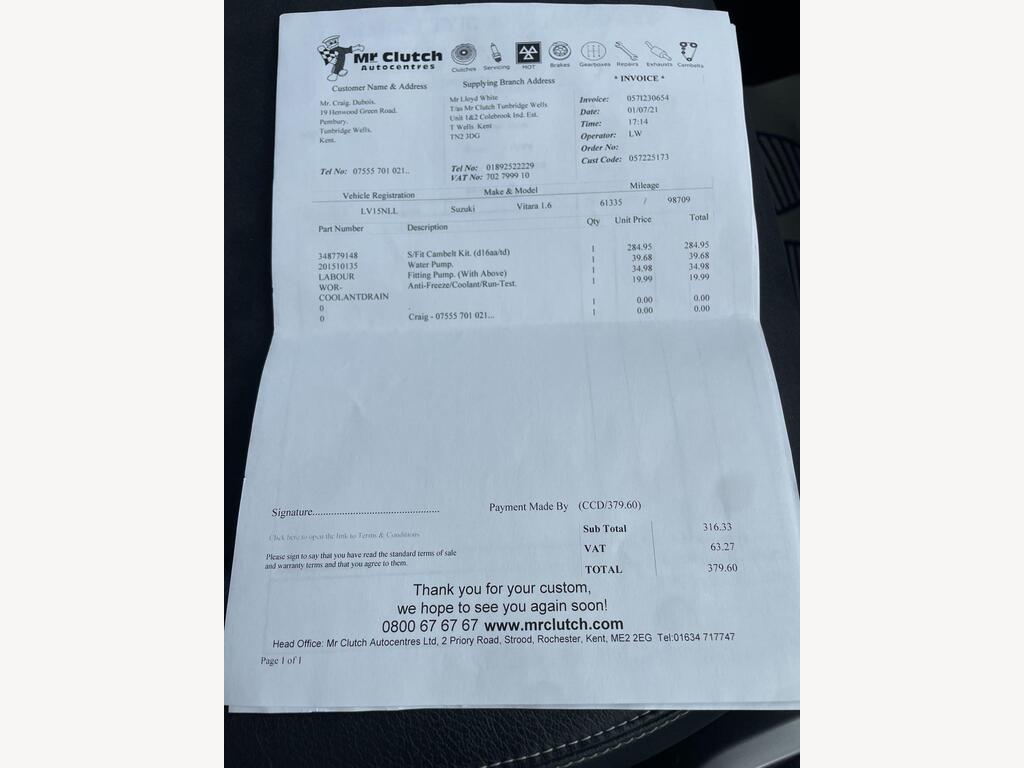 Mr Clutch
Autocentres
Clutches Servicing MOT Brakes Gearboxes Repairs Exhausts Cambelts
Customer Name & Address
Supplying Branch Address
* INVOICE *
Mr. Craig. Dubois.
19 Henwood Green Road.
Pembury.
Tunbridge Wells.
Kent.
Tel No: 07555 701 021..
Mr Lloyd White
T/as Mr Clutch Tunbridge Wells
Unit 1&2 Colebrook Ind. Est.
T Wells Kent
TN2 3DG
Tel No: 01892522229
VAT No: 702 7999 10
Invoice: 0571230654
Date: 01/07/21
Time: 17:14
Operator: LW
Order No:
Cust Code: 057225173
Vehicle Registration Make & Model Mileage
LV15NLL Suzuki Vitara 1.6 61335 / 98709
Part Number Description Qty Unit Price Total
348779148 S/Fit Cambelt Kit. (d16aa/td) 1 284.95 284.95
201510135 Water Pump. 1 39.68 39.68
LABOUR Fitting Pump. (With Above) 1 34.98 34.98
WOR- Anti-Freeze/Coolant/Run-Test. 1 19.99 19.99
COOLANTDRAIN
0 . 1 0.00 0.00
0 Craig - 07555 701 021... 1 0.00 0.00
Signature..............................................
Payment Made By (CCD/379.60)
Click here to open the link to Terms & Conditions
Please sign to say that you have read the standard terms of sale
and warranty terms and that you agree to them.
Sub Total 316.33
VAT 63.27
TOTAL 379.60
Thank you for your custom,
we hope to see you again soon!
0800 67 67 67 www.mrclutch.com
Head Office: Mr Clutch Autocentres Ltd, 2 Priory Road, Strood, Rochester, Kent, ME2 2EG Tel:01634 717747
Page 1 of 1